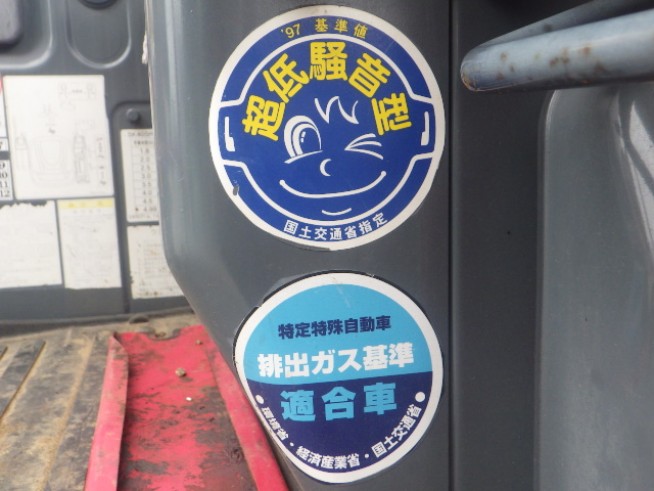 '97 基準値
超低騒音型
国土交通省指定
特定特殊自動車
排出ガス基準
適合車
・環境省・経済産業省・国土交通省・